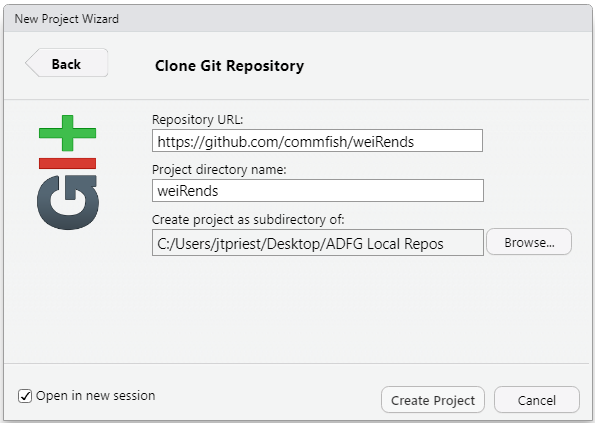 New Project Wizard
Back
Clone Git Repository
GIt
Repository URL:
https://github.com/commfish/weiRends
Project directory name:
weiRends
Create project as subdirectory of:
C:/Users/jtpriest/Desktop/ADFG Local Repos
Browse...
Open in new session
Create Project
Cancel